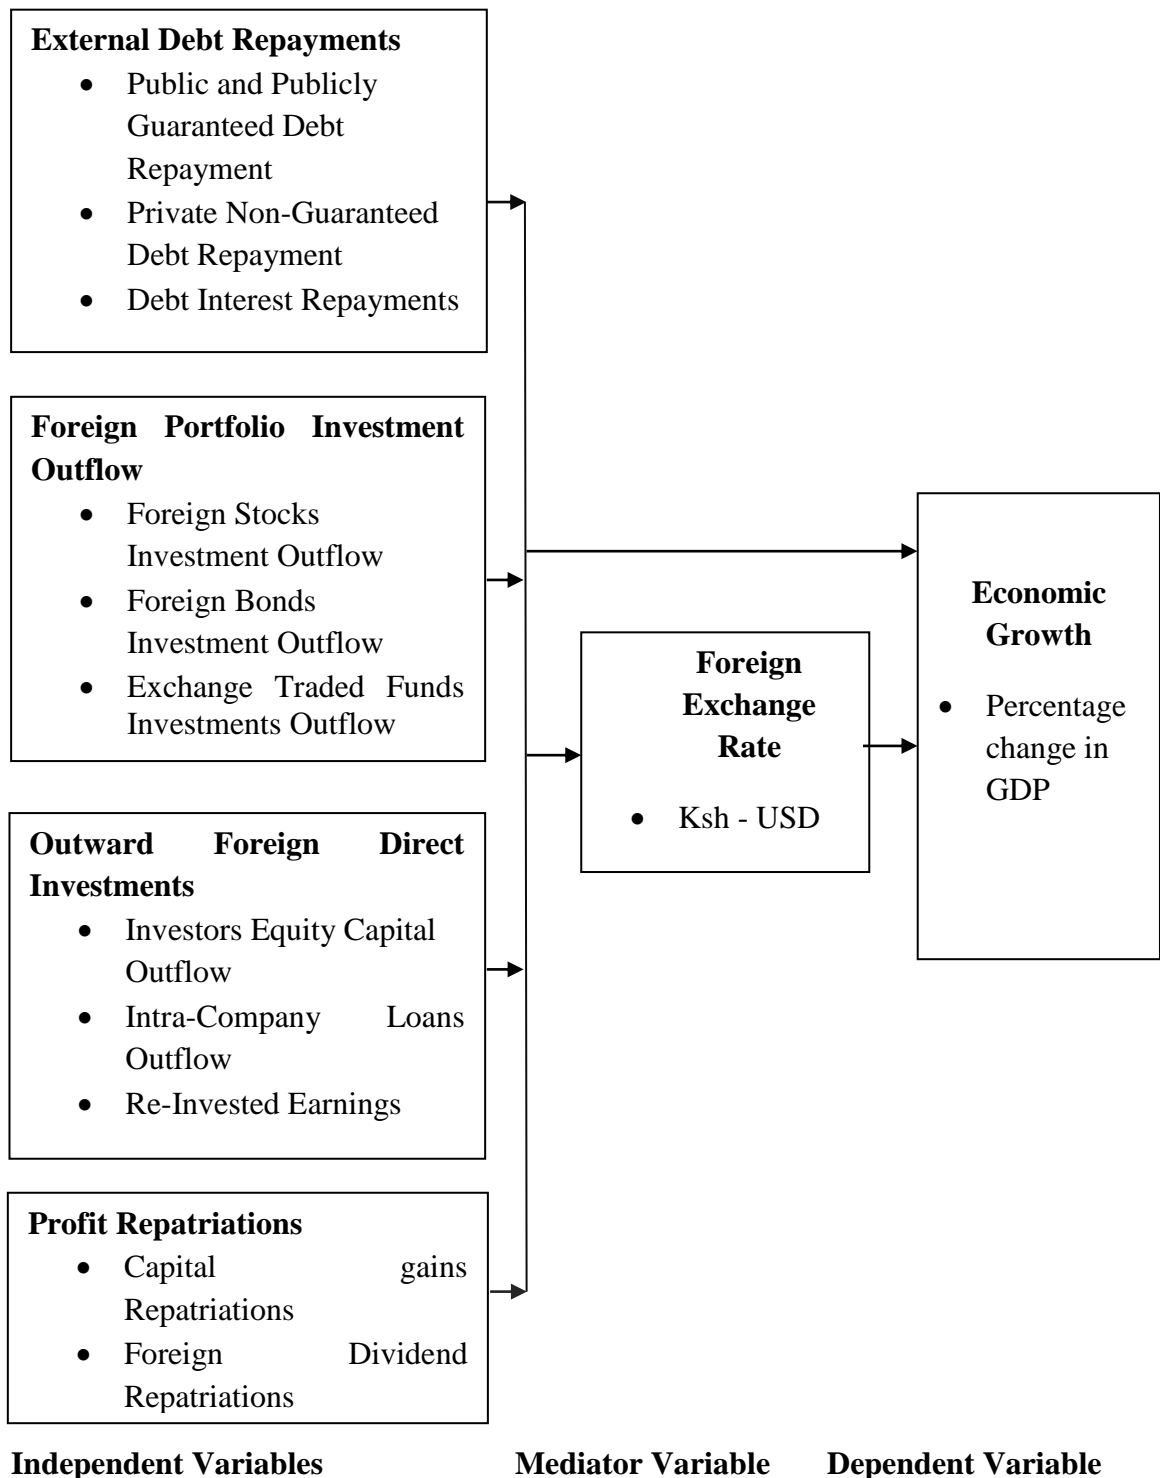 External Debt Repayments
• Public and Publicly
Guaranteed Debt
Repayment
• Private Non-Guaranteed
Debt Repayment
• Debt Interest Repayments
Foreign Portfolio Investment
Outflow
• Foreign Stocks
Investment Outflow
• Foreign Bonds
Investment Outflow
• Exchange Traded Funds
Investments Outflow
Outward Foreign Direct
Investments
• Investors Equity Capital
Outflow
• Intra-Company Loans
Outflow
• Re-Invested Earnings
Profit Repatriations
• Capital gains
Repatriations
• Foreign Dividend
Repatriations
Foreign
Exchange
Rate
• Ksh - USD
Economic
Growth
• Percentage
change in
GDP
Independent Variables Mediator Variable Dependent Variable